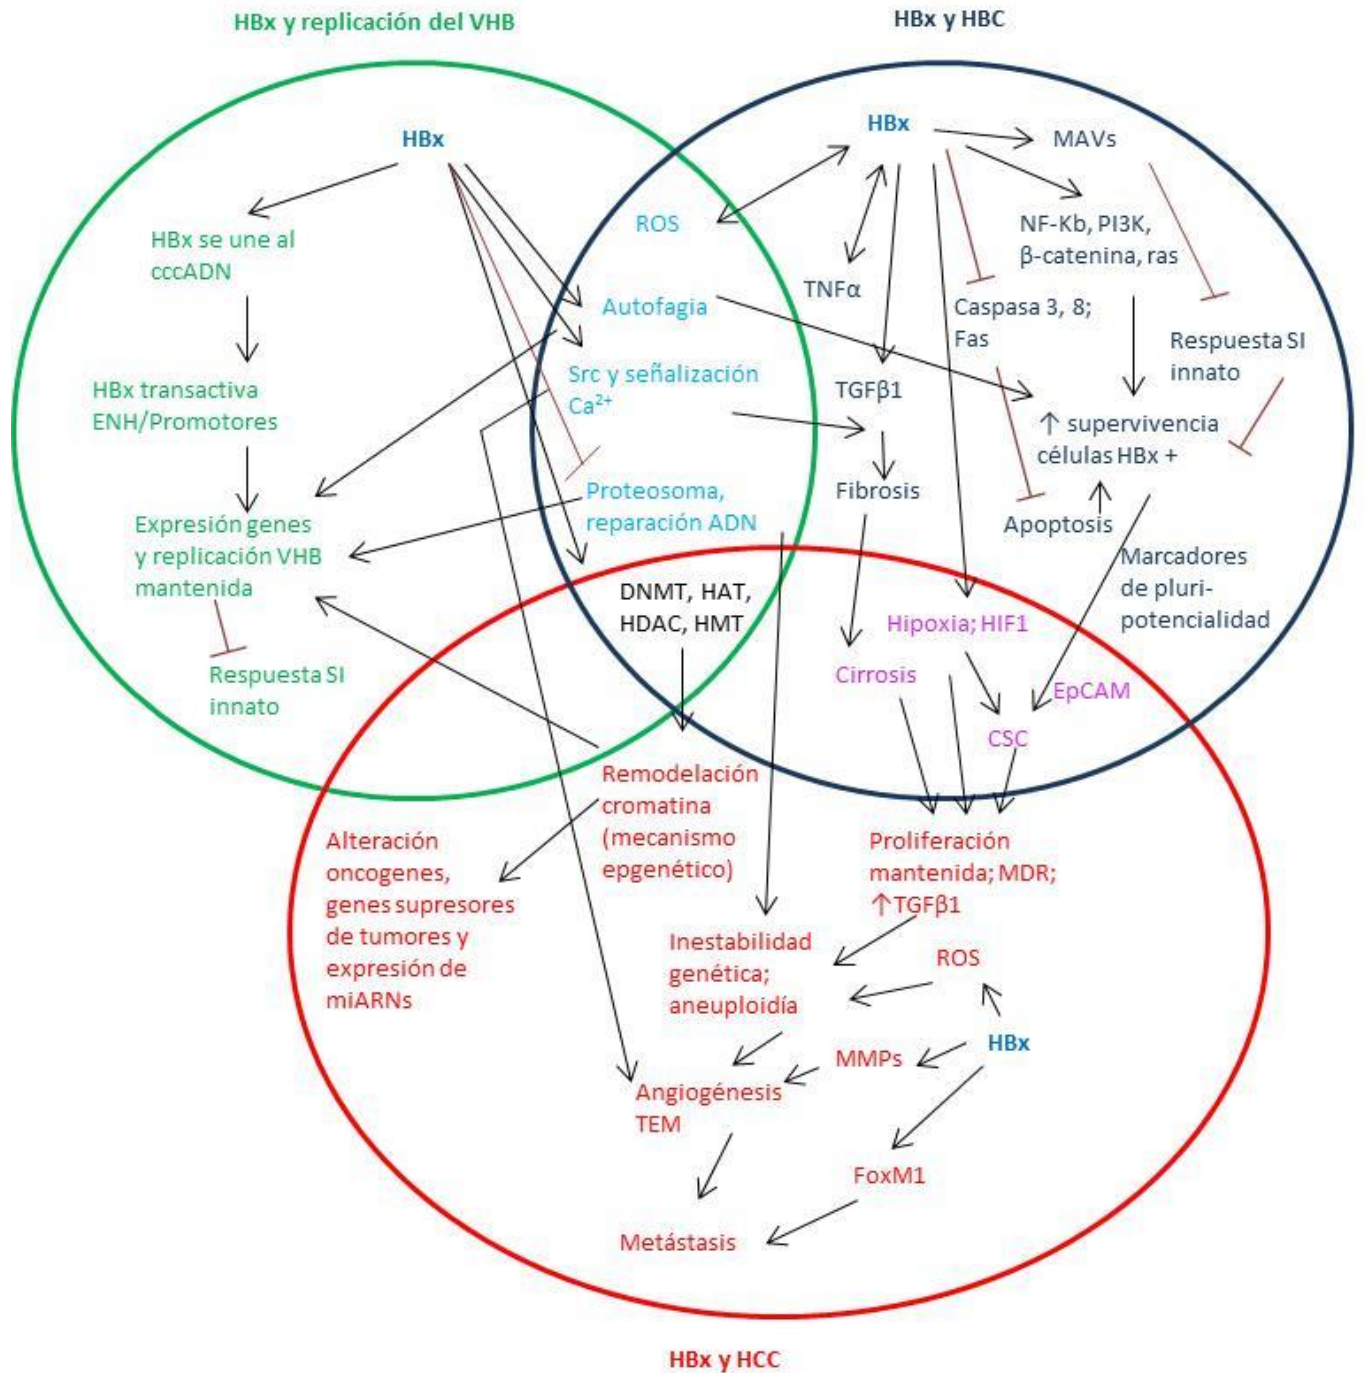 HBx y replicación del VHB
HBx y HBC
HBx
HBx se une al
cccADN
HBx transactiva
ENH/Promotores
Expresión genes
y replicación VHB
mantenida
Respuesta SI
innato
ROS
Autofagia
Src y señalización
Ca²⁺
Proteosoma,
reparación ADN
DNMT, HAT,
HDAC, HMT
HBx
MAVs
NF-Kb, PI3K,
β-catenina, ras
TNFα
Caspasa 3, 8;
Fas
Respuesta SI
innato
TGFβ1
↑ supervivencia
células HBx +
Fibrosis
Apoptosis
Marcadores
de pluri-
potencialidad
Hipoxia; HIF1
Cirrosis
EpCAM
CSC
Remodelación
cromatina
(mecanismo
epgenético)
Alteración
oncogenes,
genes supresores
de tumores y
expresión de
miARNs
Proliferación
mantenida; MDR;
↑TGFβ1
Inestabilidad
genética;
aneuploidía
ROS
HBx
MMPs
Angiogénesis
TEM
FoxM1
Metástasis
HBx y HCC